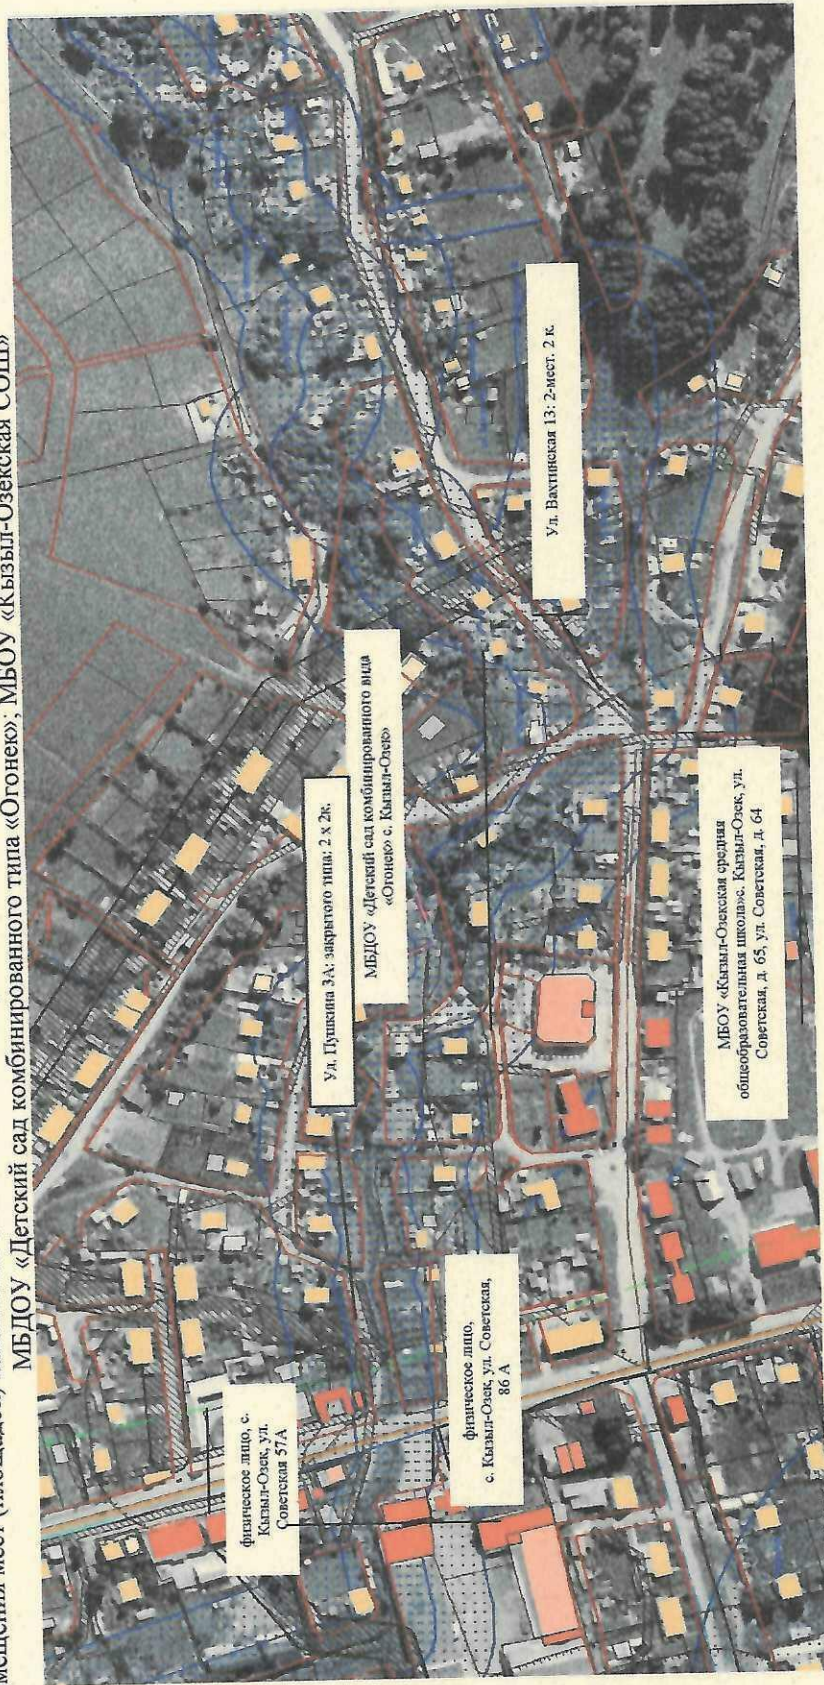 мещения мест (площадок)
МБДОУ «Детский сад комбинированного типа «Огонек»; МБОУ «Кызыл-Озекская СОШ»
Ул. Вахтинская 13: 2-мест. 2 к.
Ул. Пушкина 3А: закрытого типа: 2 х 2к.
МБДОУ «Детский сад комбинированного вида
«Огонек» с. Кызыл-Озек»
МБОУ «Кызыл-Озекская средняя
общеобразовательная школа»с. Кызыл-Озек, ул.
Советская, д. 65, ул. Советская, д. 64
физическое лицо, с.
Кызыл-Озек, ул.
Советская 57А
физическое лицо,
с. Кызыл-Озек, ул. Советская,
86 А